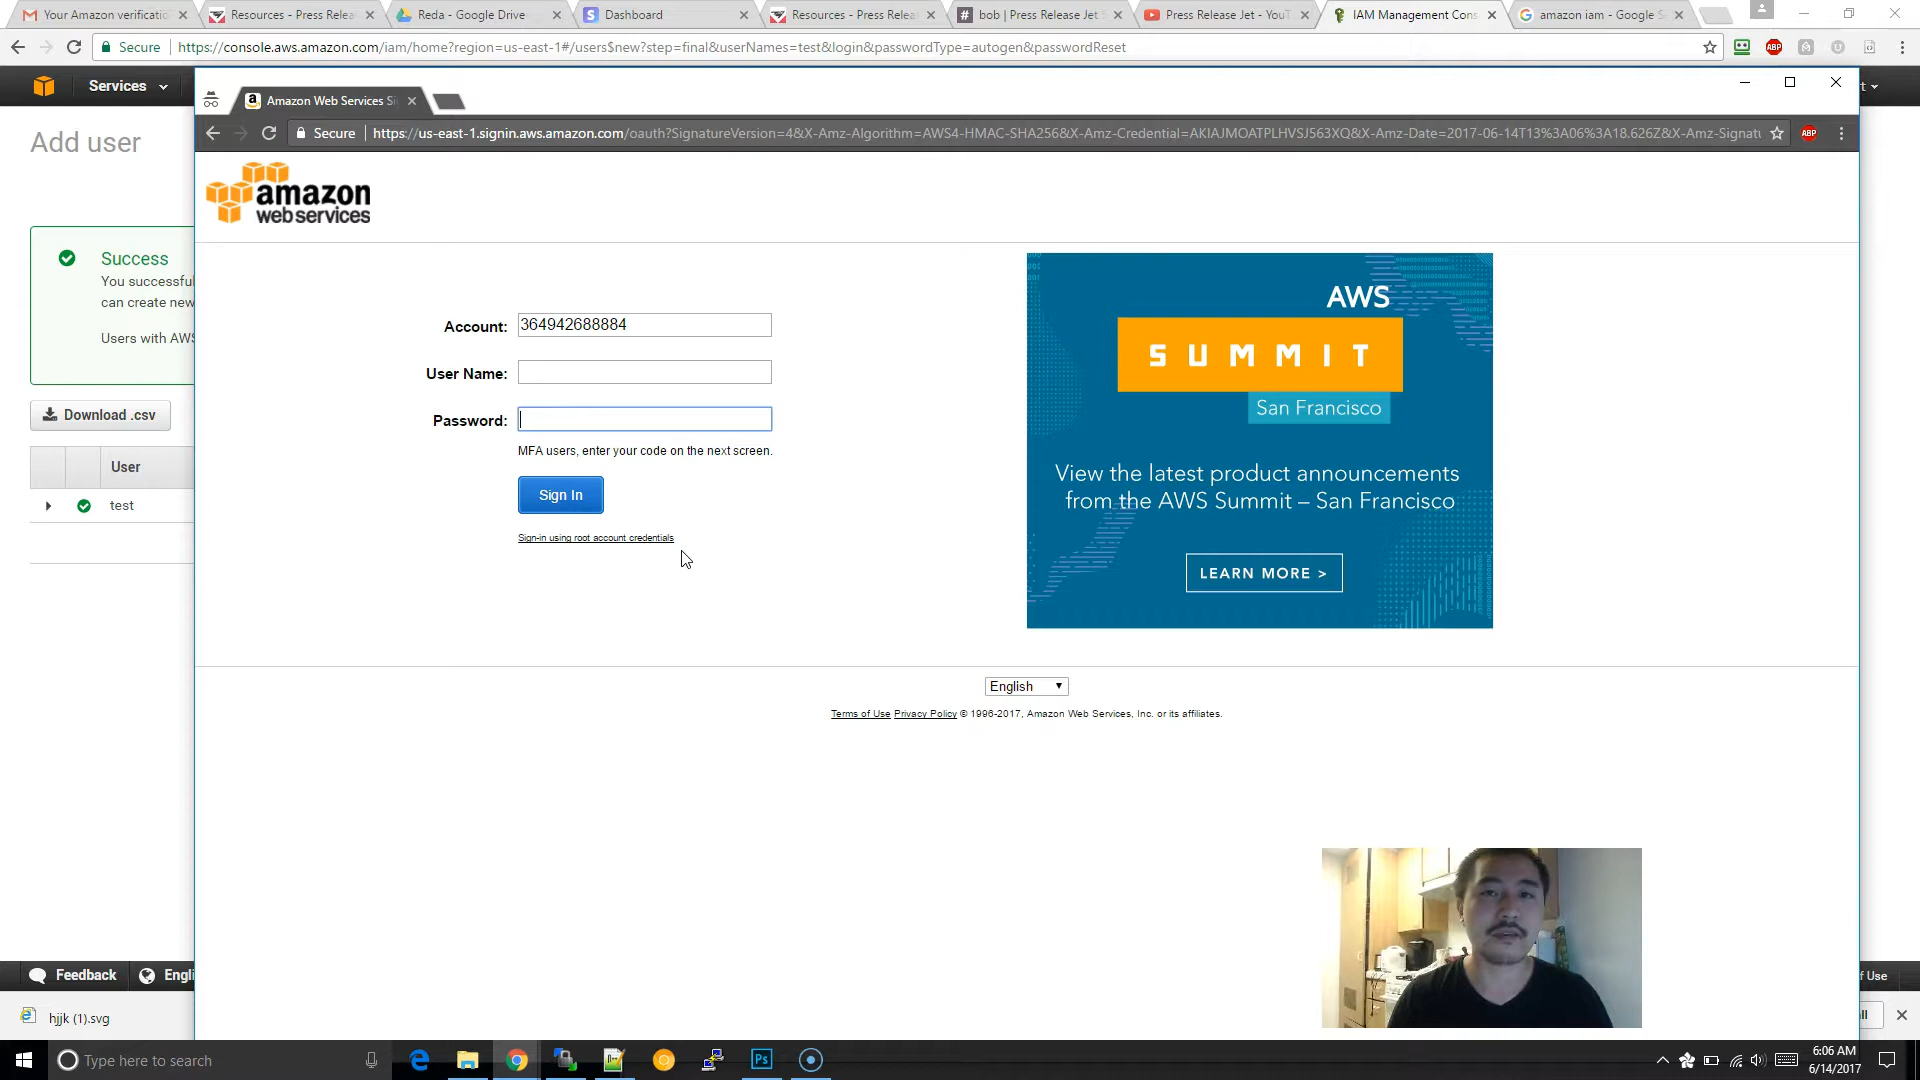 Your Amazon verificati
Resources - Press Relea
Reda - Google Drive
Dashboard
Resources - Press Relea
bob | Press Release Jet
Press Release Jet - YouT
IAM Management Cons
amazon iam - Google S
Secure
https://console.aws.amazon.com/iam/home?region=us-east-1#/users$new?step=final&userNames=test&login&passwordType=autogen&passwordReset
ABP
Services
Amazon Web Services Si
Secure
https://us-east-1.signin.aws.amazon.com/oauth?SignatureVersion=4&X-Amz-Algorithm=AWS4-HMAC-SHA256&X-Amz-Credential=AKIAJMOATPLHVSJ563XQ&X-Amz-Date=2017-06-14T13%3A06%3A18.626Z&X-Amz-Signatu
ABP
Add user
amazon
web services
Success
You successful
can create new
Users with AWS
Download .csv
User
test
Account:
364942688884
User Name:
Password:
MFA users, enter your code on the next screen.
Sign In
Sign-in using root account credentials
AWS
SUMMIT
San Francisco
View the latest product announcements
from the AWS Summit – San Francisco
LEARN MORE >
English
Terms of Use Privacy Policy © 1996-2017, Amazon Web Services, Inc. or its affiliates.
Feedback
Engli
f Use
hjjk (1).svg
all
Type here to search
Ps
6:06 AM
6/14/2017